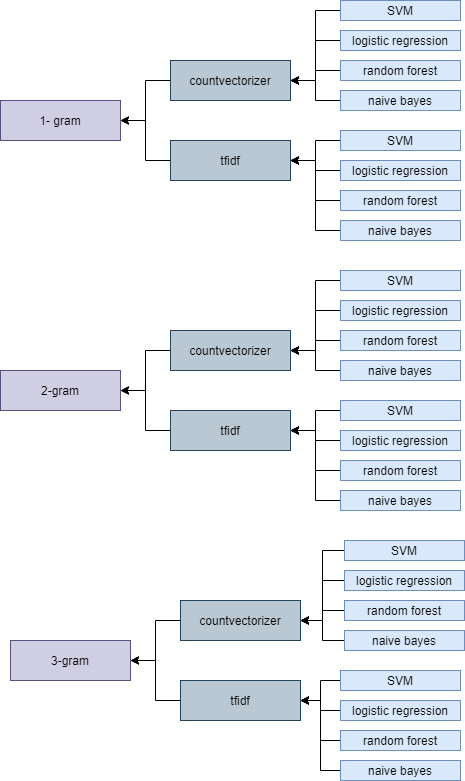 SVM
logistic regression
countvectorizer
random forest
naive bayes
1- gram
SVM
tfidf
logistic regression
random forest
naive bayes
SVM
logistic regression
countvectorizer
random forest
naive bayes
2-gram
SVM
tfidf
logistic regression
random forest
naive bayes
SVM
logistic regression
countvectorizer
random forest
naive bayes
3-gram
SVM
tfidf
logistic regression
random forest
naive bayes